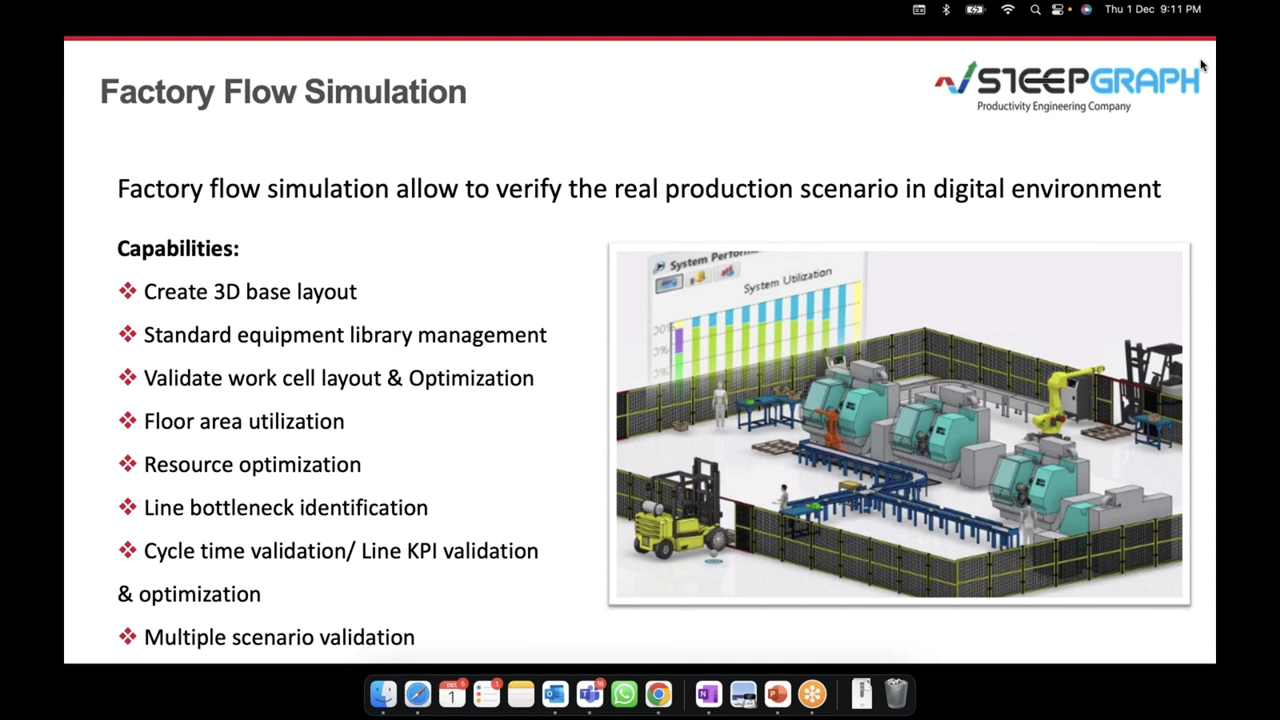 Thu 1 Dec 9:11 PM
Factory Flow Simulation
STEEPGRAPH
Productivity Engineering Company
Factory flow simulation allow to verify the real production scenario in digital environment
Capabilities:
Create 3D base layout
Standard equipment library management
Validate work cell layout & Optimization
Floor area utilization
Resource optimization
Line bottleneck identification
Cycle time validation/ Line KPI validation
& optimization
Multiple scenario validation
System
System Utilization
DEC
1